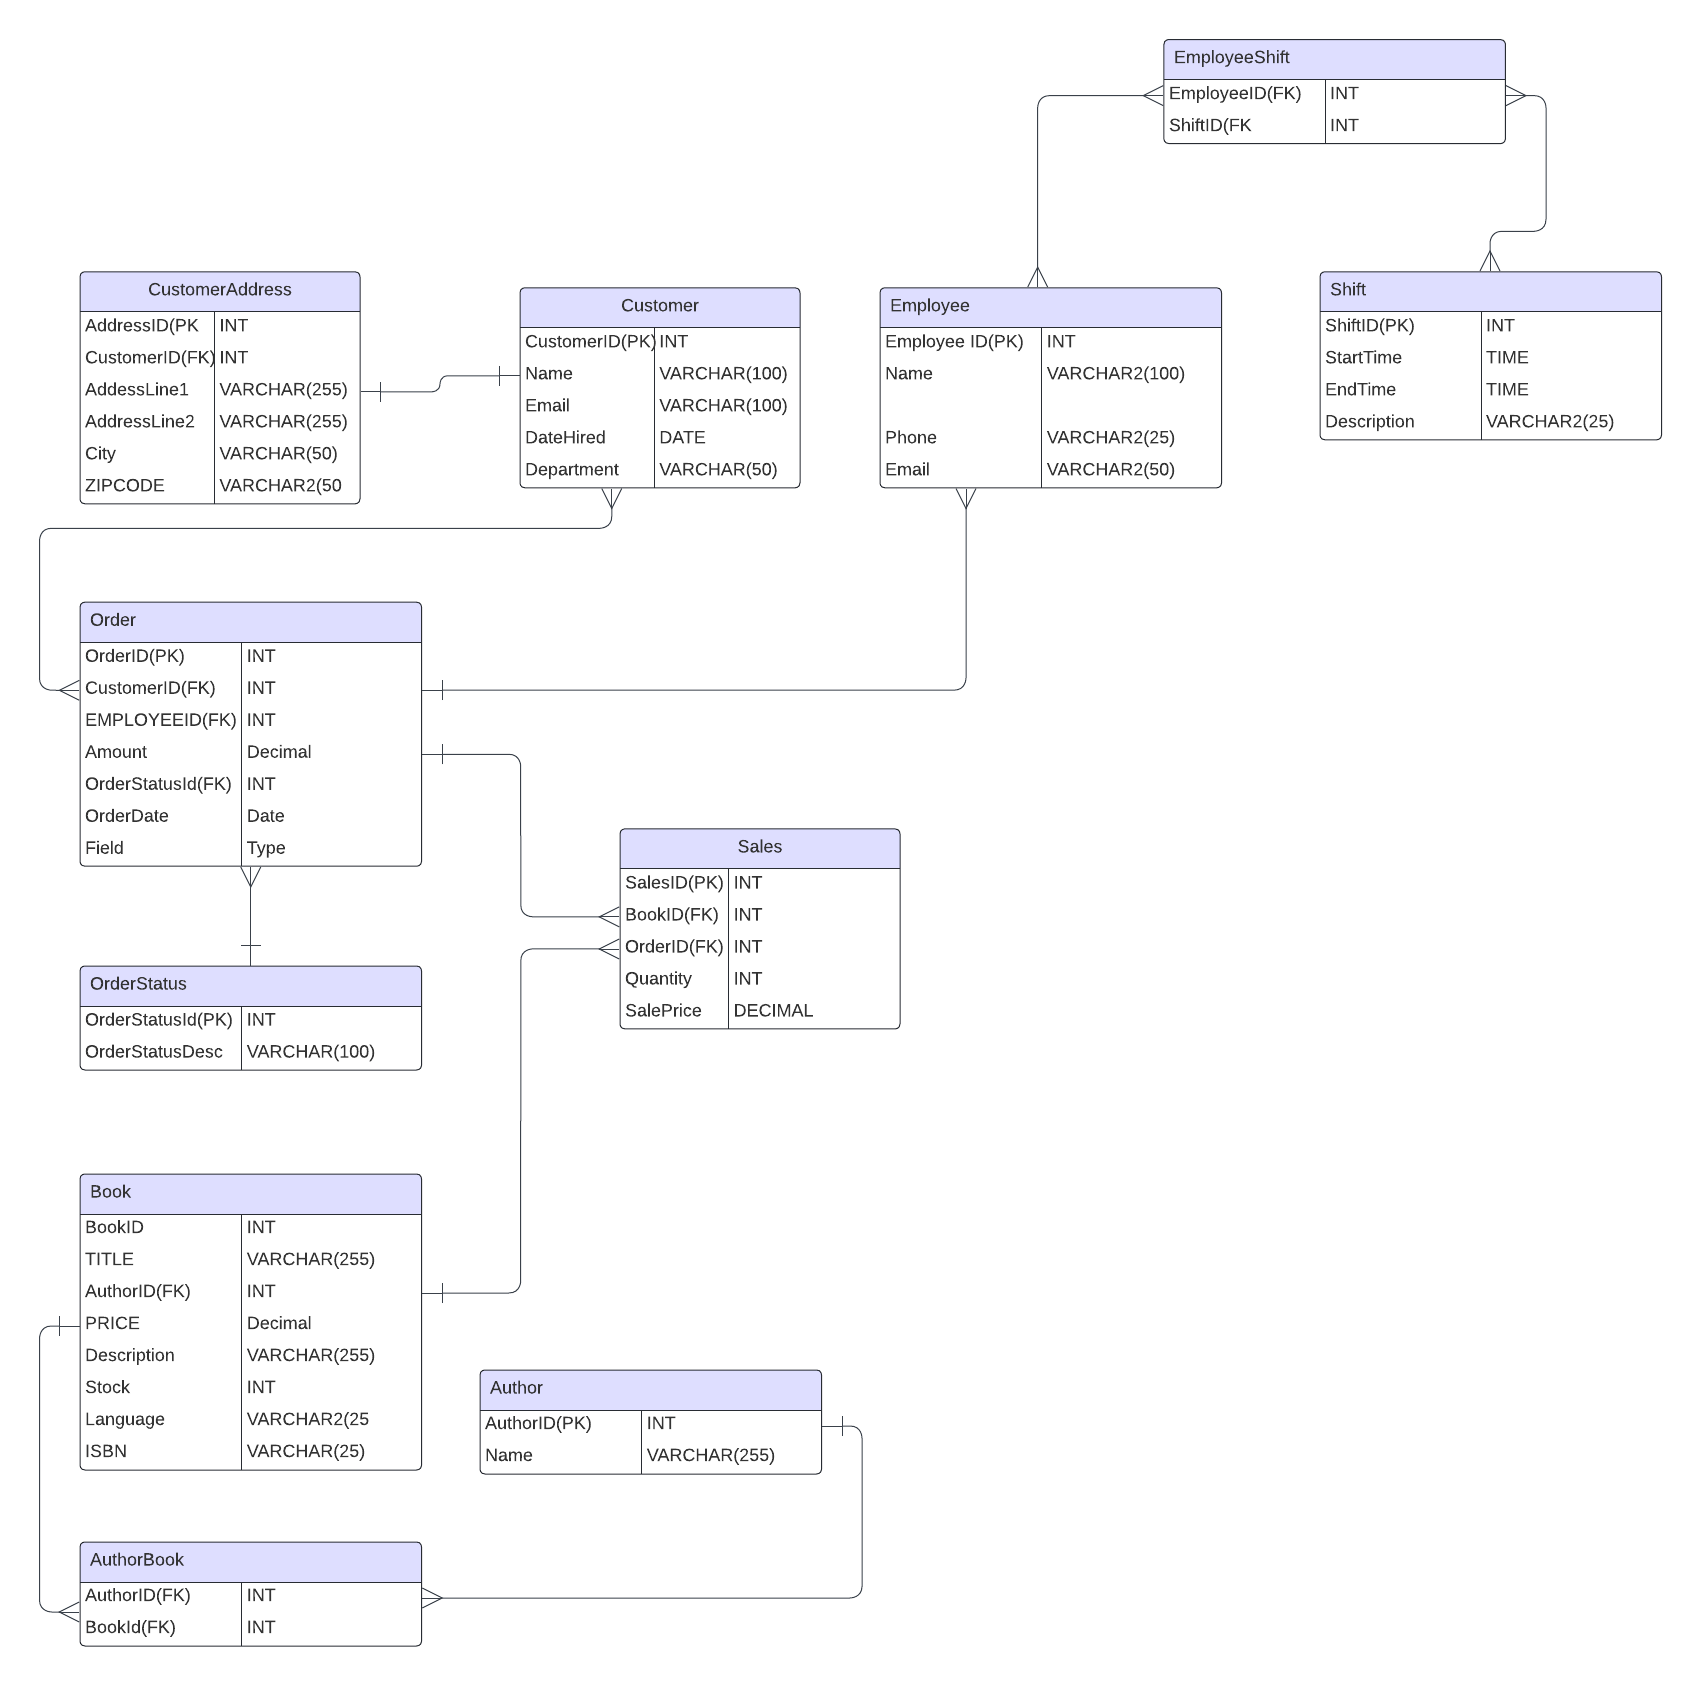 EmployeeShift
EmployeeID(FK) INT
ShiftID(FK INT
CustomerAddress
AddressID(PK INT
CustomerID(FK) INT
AddessLine1 VARCHAR(255)
AddressLine2 VARCHAR(255)
City VARCHAR(50)
ZIPCODE VARCHAR2(50
Customer
CustomerID(PK) INT
Name VARCHAR(100)
Email VARCHAR(100)
DateHired DATE
Department VARCHAR(50)
Employee
Employee ID(PK) INT
Name VARCHAR2(100)
Phone VARCHAR2(25)
Email VARCHAR2(50)
Shift
ShiftID(PK) INT
StartTime TIME
EndTime TIME
Description VARCHAR2(25)
Order
OrderID(PK) INT
CustomerID(FK) INT
EMPLOYEEID(FK) INT
Amount Decimal
OrderStatusId(FK) INT
OrderDate Date
Field Type
Sales
SalesID(PK) INT
BookID(FK) INT
OrderID(FK) INT
Quantity INT
SalePrice DECIMAL
OrderStatus
OrderStatusId(PK) INT
OrderStatusDesc VARCHAR(100)
Book
BookID INT
TITLE VARCHAR(255)
AuthorID(FK) INT
PRICE Decimal
Description VARCHAR(255)
Stock INT
Language VARCHAR2(25
ISBN VARCHAR(25)
Author
AuthorID(PK) INT
Name VARCHAR(255)
AuthorBook
AuthorID(FK) INT
BookId(FK) INT